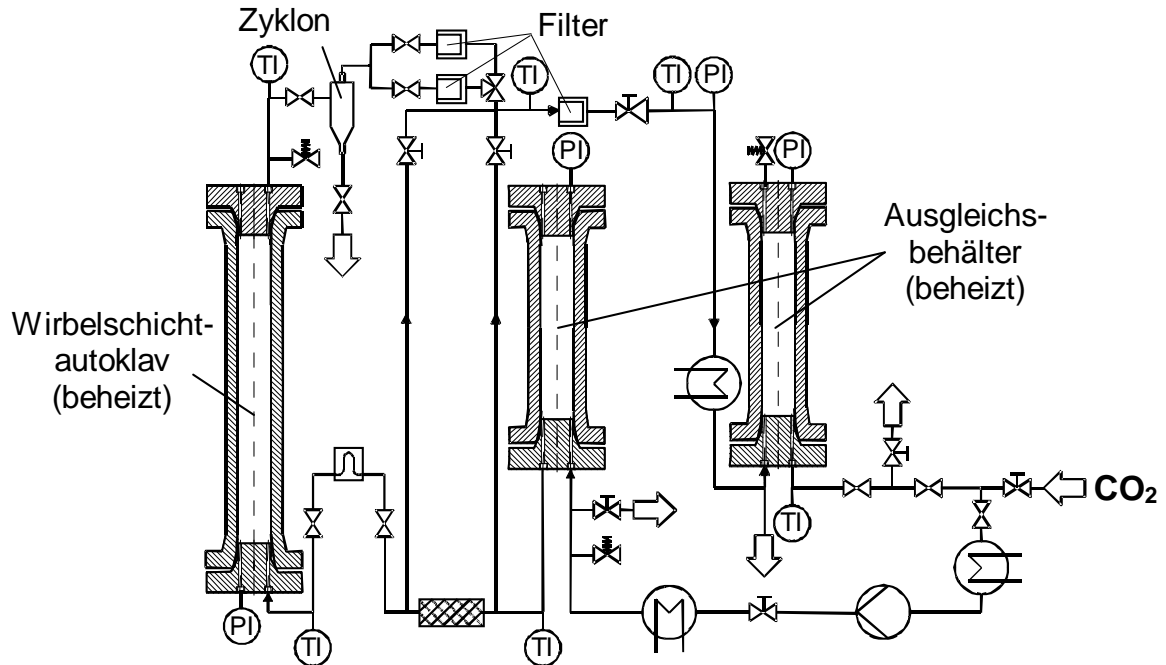 Zyklon
Filter
TI
TI
TI
PI
PI
PI
Ausgleichs-
behälter
(beheizt)
Wirbelschicht-
autoklav
(beheizt)
CO₂
TI
PI
TI
TI